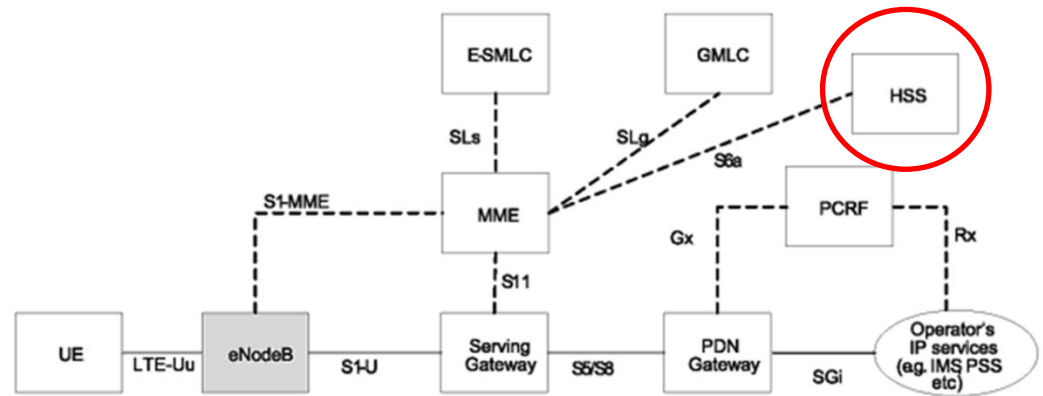 E-SMLC
GMLC
HSS
SLs
SLg
S6a
S1-MME
MME
PCRF
Gx
Rx
S11
UE
LTE-Uu
eNodeB
S1-U
Serving
Gateway
S5/S8
PDN
Gateway
SGi
Operator's
IP services
(e.g. IMS, PSS
etc)